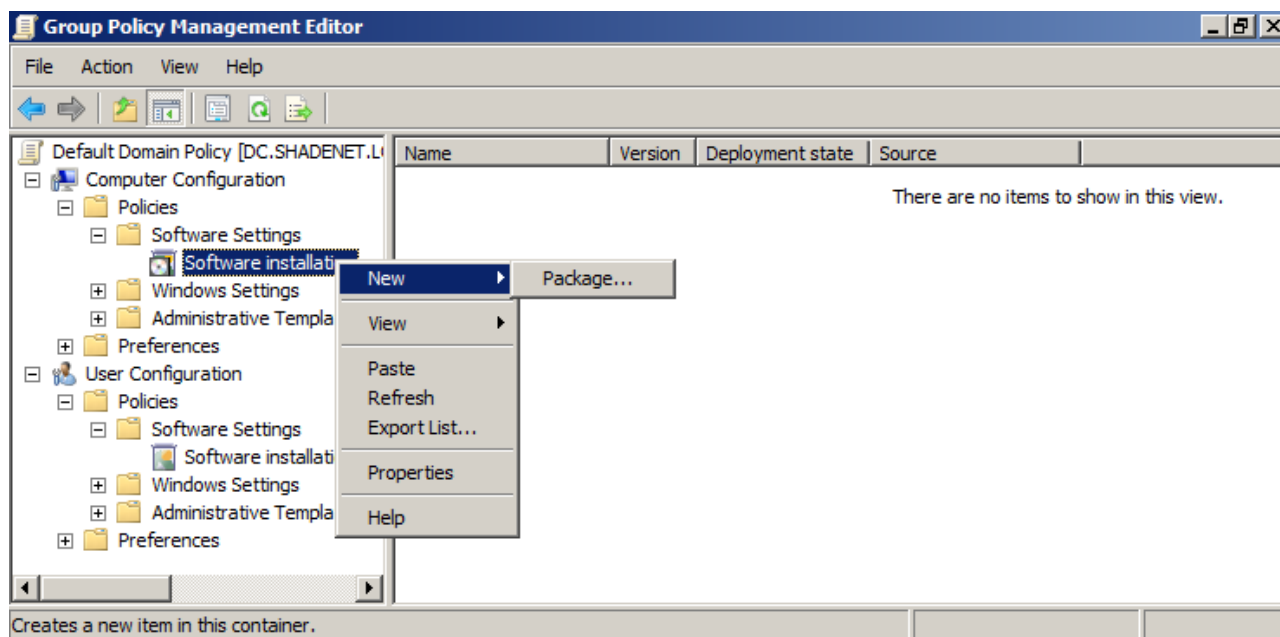 Group Policy Management Editor
File Action View Help
Default Domain Policy [DC.SHADENET.L
Name Version Deployment state Source
Computer Configuration
There are no items to show in this view.
Policies
Software Settings
Software installati
New Package...
Windows Settings
Administrative Templa
View
Preferences
User Configuration
Paste
Policies
Refresh
Software Settings
Export List...
Software installati
Properties
Windows Settings
Administrative Templa
Help
Preferences
Creates a new item in this container.